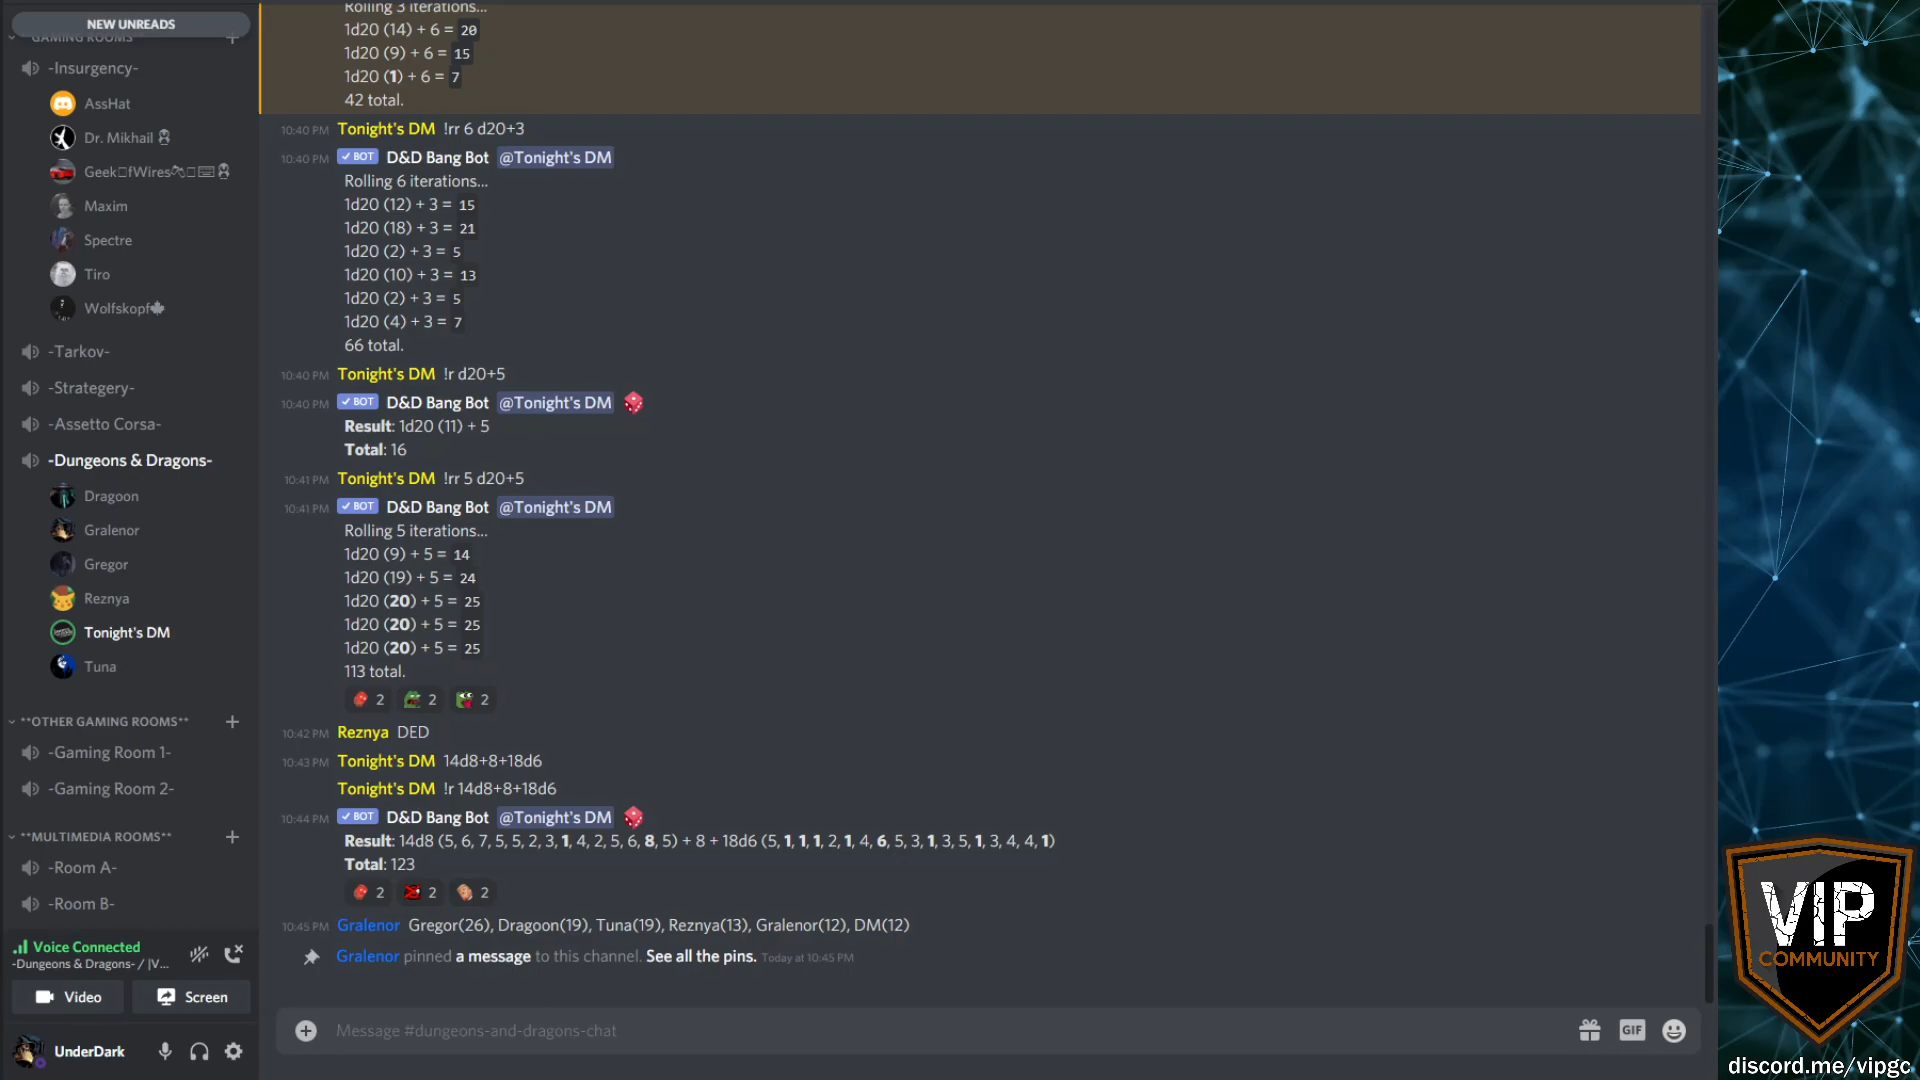 NEW UNREADS
GAMING ROOMS
-Insurgency-
AssHat
Dr. Mikhail
Geek fWires
Maxim
Spectre
Tiro
Wolfskopf
-Tarkov-
-Strategery-
-Assetto Corsa-
-Dungeons & Dragons-
Dragoon
Gralenor
Gregor
Reznya
Tonight's DM
Tuna
**OTHER GAMING ROOMS**
-Gaming Room 1-
-Gaming Room 2-
**MULTIMEDIA ROOMS**
-Room A-
-Room B-
Voice Connected
-Dungeons & Dragons- / |V...
Video Screen
UnderDark
Rolling 3 iterations...
1d20 (14) + 6 = 20
1d20 (9) + 6 = 15
1d20 (1) + 6 = 7
42 total.
10:40 PM Tonight's DM !rr 6 d20+3
10:40 PM BOT D&D Bang Bot @Tonight's DM
Rolling 6 iterations...
1d20 (12) + 3 = 15
1d20 (18) + 3 = 21
1d20 (2) + 3 = 5
1d20 (10) + 3 = 13
1d20 (2) + 3 = 5
1d20 (4) + 3 = 7
66 total.
10:40 PM Tonight's DM !r d20+5
10:40 PM BOT D&D Bang Bot @Tonight's DM
Result: 1d20 (11) + 5
Total: 16
10:41 PM Tonight's DM !rr 5 d20+5
10:41 PM BOT D&D Bang Bot @Tonight's DM
Rolling 5 iterations...
1d20 (9) + 5 = 14
1d20 (19) + 5 = 24
1d20 (20) + 5 = 25
1d20 (20) + 5 = 25
1d20 (20) + 5 = 25
113 total.
2 2 2
10:42 PM Reznya DED
10:43 PM Tonight's DM 14d8+8+18d6
Tonight's DM !r 14d8+8+18d6
10:44 PM BOT D&D Bang Bot @Tonight's DM
Result: 14d8 (5, 6, 7, 5, 5, 2, 3, 1, 4, 2, 5, 6, 8, 5) + 8 + 18d6 (5, 1, 1, 1, 2, 1, 4, 6, 5, 3, 1, 3, 5, 1, 3, 4, 4, 1)
Total: 123
2 2 2
10:45 PM Gralenor Gregor(26), Dragoon(19), Tuna(19), Reznya(13), Gralenor(12), DM(12)
Gralenor pinned a message to this channel. See all the pins. Today at 10:45 PM
Message #dungeons-and-dragons-chat
GIF
VIP
COMMUNITY
discord.me/vipgc